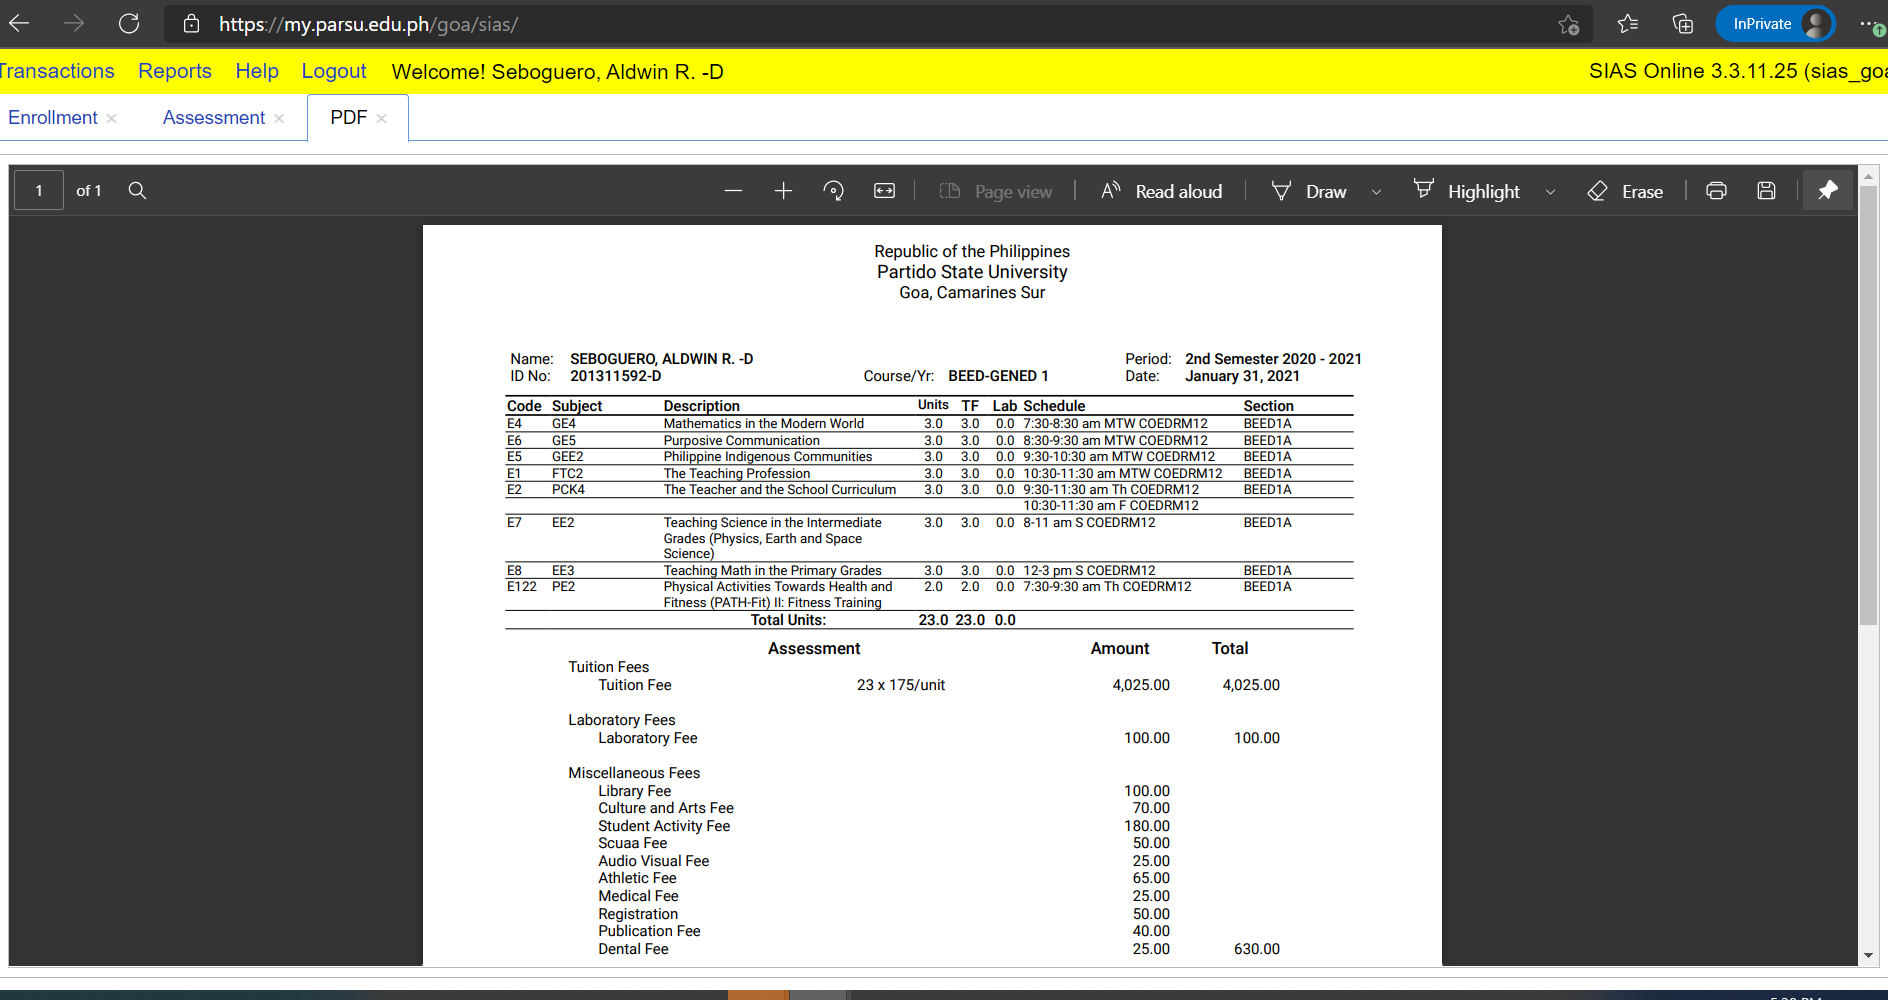 https://my.parsu.edu.ph/goa/sias/
InPrivate
Transactions Reports Help Logout Welcome! Seboguero, Aldwin R. -D SIAS Online 3.3.11.25 (sias_goa
Enrollment × Assessment × PDF ×
1 of 1 Page view Read aloud Draw Highlight Erase
Republic of the Philippines
Partido State University
Goa, Camarines Sur
Name: SEBOGUERO, ALDWIN R. -D Period: 2nd Semester 2020 - 2021
ID No: 201311592-D Course/Yr: BEED-GENED 1 Date: January 31, 2021
Code Subject Description Units TF Lab Schedule Section
E4 GE4 Mathematics in the Modern World 3.0 3.0 0.0 7:30-8:30 am MTW COEDRM12 BEED1A
E6 GE5 Purposive Communication 3.0 3.0 0.0 8:30-9:30 am MTW COEDRM12 BEED1A
E5 GEE2 Philippine Indigenous Communities 3.0 3.0 0.0 9:30-10:30 am MTW COEDRM12 BEED1A
E1 FTC2 The Teaching Profession 3.0 3.0 0.0 10:30-11:30 am MTW COEDRM12 BEED1A
E2 PCK4 The Teacher and the School Curriculum 3.0 3.0 0.0 9:30-11:30 am Th COEDRM12 BEED1A
10:30-11:30 am F COEDRM12
E7 EE2 Teaching Science in the Intermediate 3.0 3.0 0.0 8-11 am S COEDRM12 BEED1A
Grades (Physics, Earth and Space
Science)
E8 EE3 Teaching Math in the Primary Grades 3.0 3.0 0.0 12-3 pm S COEDRM12 BEED1A
E122 PE2 Physical Activities Towards Health and 2.0 2.0 0.0 7:30-9:30 am Th COEDRM12 BEED1A
Fitness (PATH-Fit) II: Fitness Training
Total Units: 23.0 23.0 0.0
Assessment Amount Total
Tuition Fees
Tuition Fee 23 x 175/unit 4,025.00 4,025.00
Laboratory Fees
Laboratory Fee 100.00 100.00
Miscellaneous Fees
Library Fee 100.00
Culture and Arts Fee 70.00
Student Activity Fee 180.00
Scuaa Fee 50.00
Audio Visual Fee 25.00
Athletic Fee 65.00
Medical Fee 25.00
Registration 50.00
Publication Fee 40.00
Dental Fee 25.00 630.00